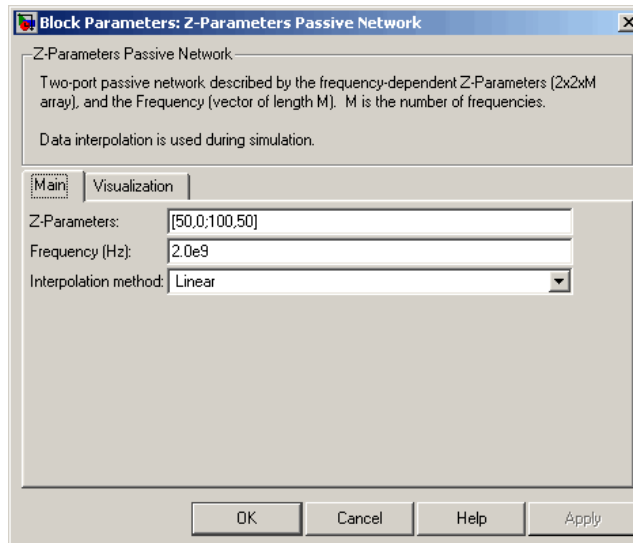 Block Parameters: Z-Parameters Passive Network
Z-Parameters Passive Network
Two-port passive network described by the frequency-dependent Z-Parameters (2x2xM
array), and the Frequency (vector of length M). M is the number of frequencies.
Data interpolation is used during simulation.
Main Visualization
Z-Parameters: [50,0;100,50]
Frequency (Hz): 2.0e9
Interpolation method: Linear
OK Cancel Help Apply